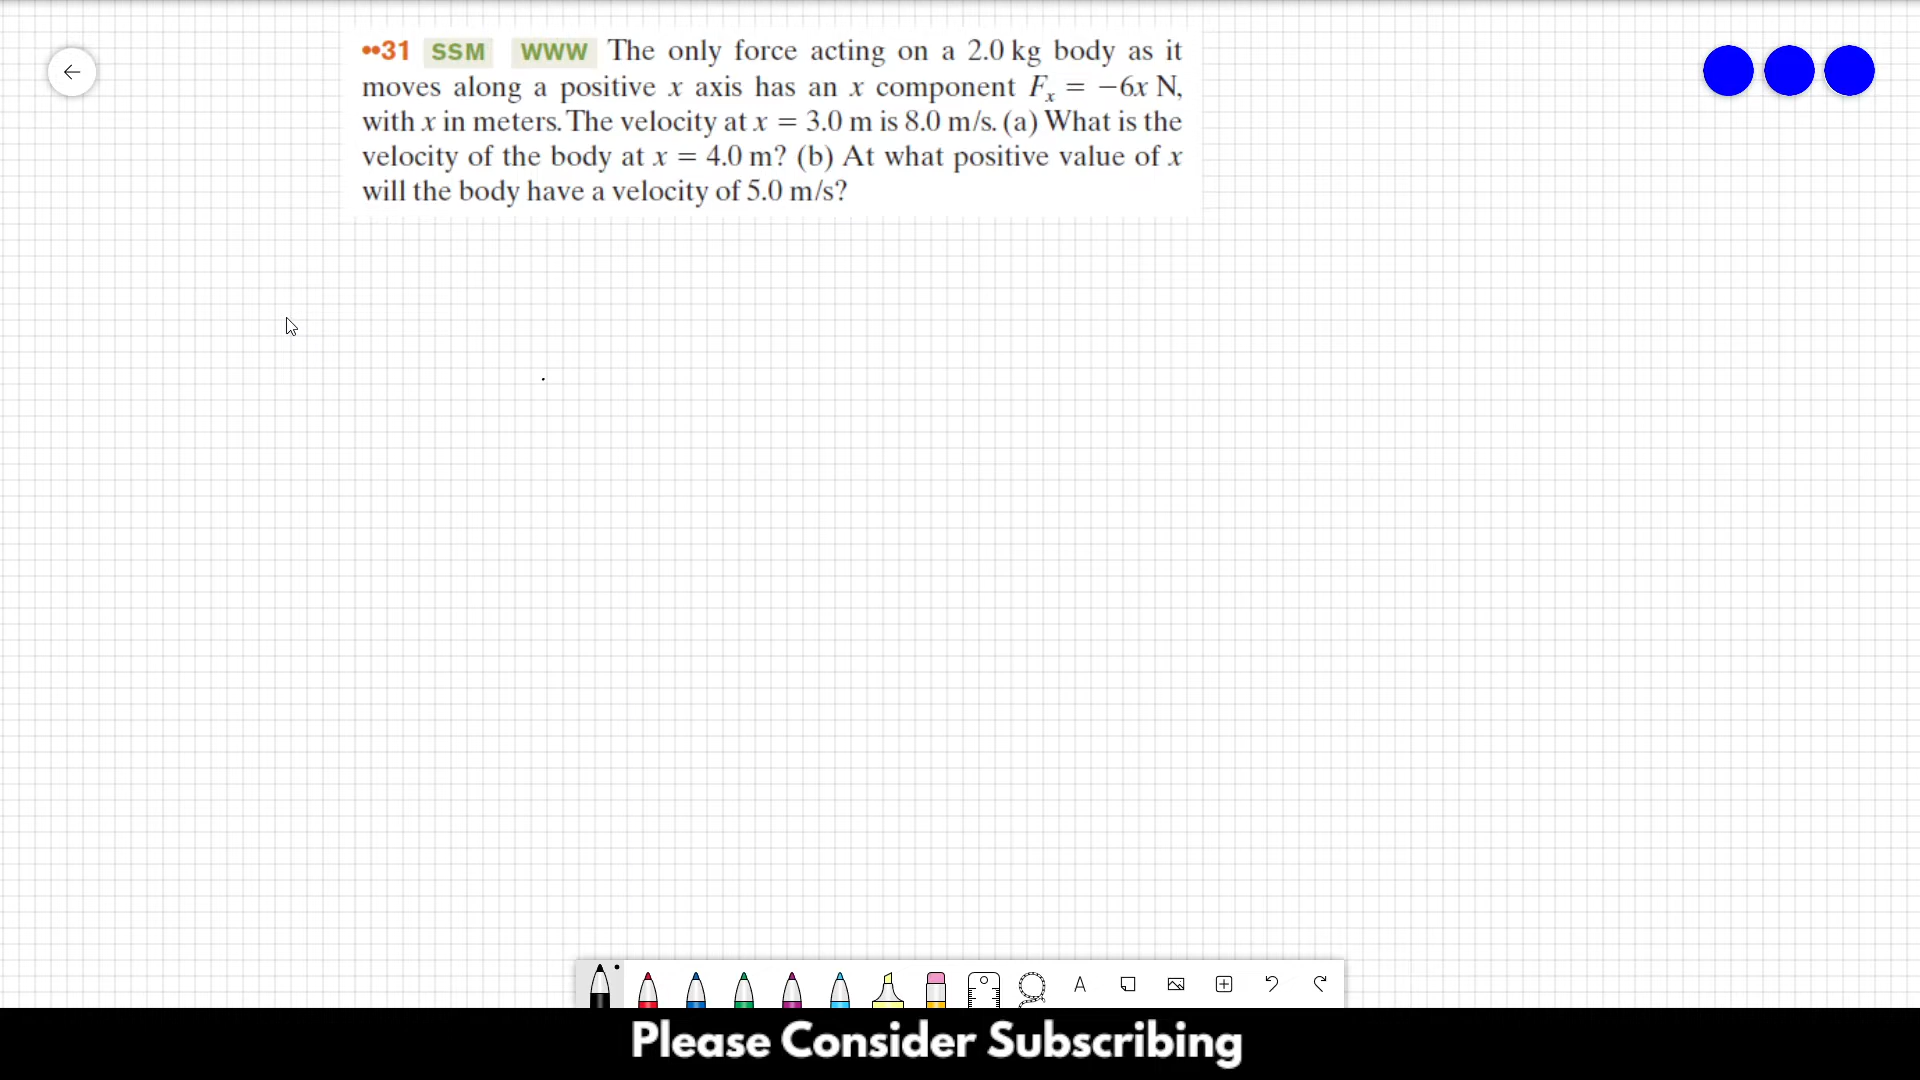 ••31 SSM WWW The only force acting on a 2.0 kg body as it
moves along a positive x axis has an x component Fₓ = −6x N,
with x in meters. The velocity at x = 3.0 m is 8.0 m/s. (a) What is the
velocity of the body at x = 4.0 m? (b) At what positive value of x
will the body have a velocity of 5.0 m/s?
A
Please Consider Subscribing